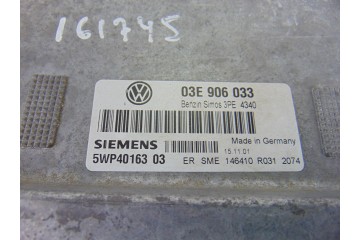 161745
03E 906 033
Benzin Simos 3PE 4340
SIEMENS
Made in Germany
15.11.01
5WP40163 03
ER SME 146410 R031 2074